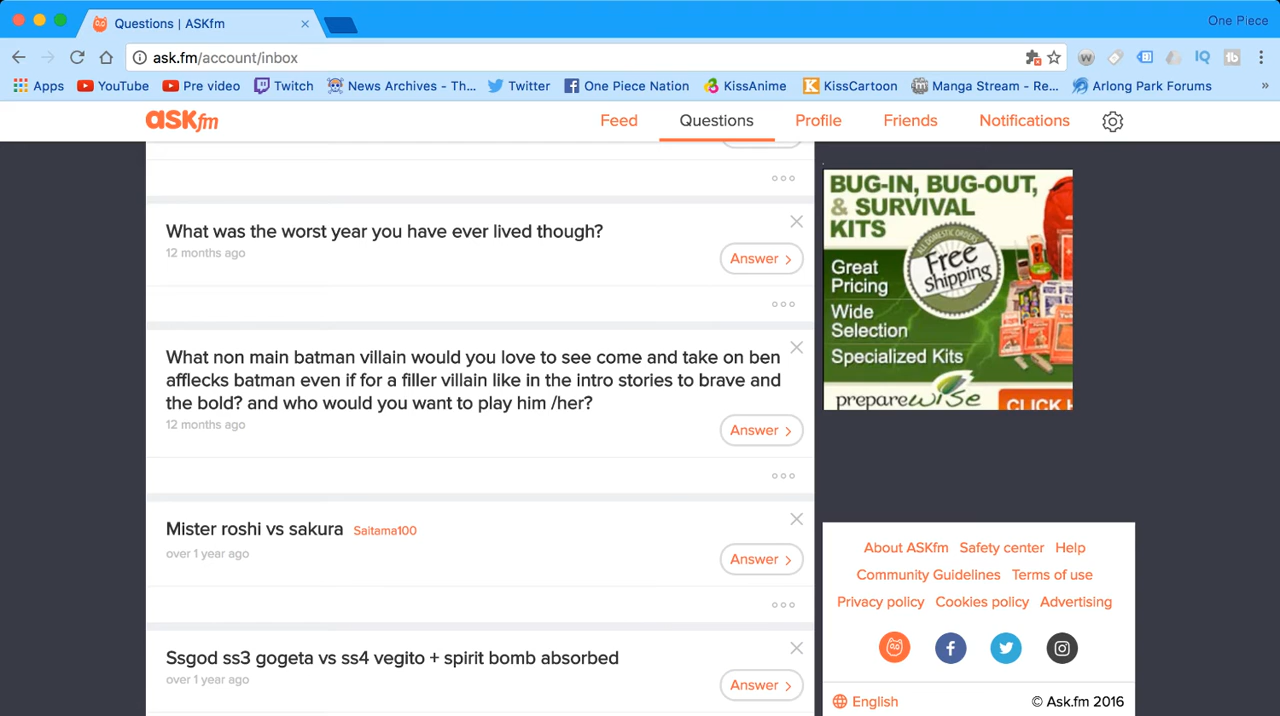 Questions | ASKfm
One Piece
ask.fm/account/inbox
W
IQ
tb
Apps YouTube Pre video Twitch News Archives - Th... Twitter One Piece Nation KissAnime KissCartoon Manga Stream - Re... Arlong Park Forums »
ASKfm
Feed Questions Profile Friends Notifications
What was the worst year you have ever lived though?
12 months ago
Answer
What non main batman villain would you love to see come and take on ben
afflecks batman even if for a filler villain like in the intro stories to brave and
the bold? and who would you want to play him /her?
12 months ago
Answer
Mister roshi vs sakura Saitama100
over 1 year ago
Answer
Ssgod ss3 gogeta vs ss4 vegito + spirit bomb absorbed
over 1 year ago
Answer
BUG-IN, BUG-OUT,
& SURVIVAL
KITS
ALL DOMESTIC ORDERS
Free
Shipping
Great
Pricing
Wide
Selection
Specialized Kits
preparewise
CLICK H
About ASKfm Safety center Help
Community Guidelines Terms of use
Privacy policy Cookies policy Advertising
English
© Ask.fm 2016